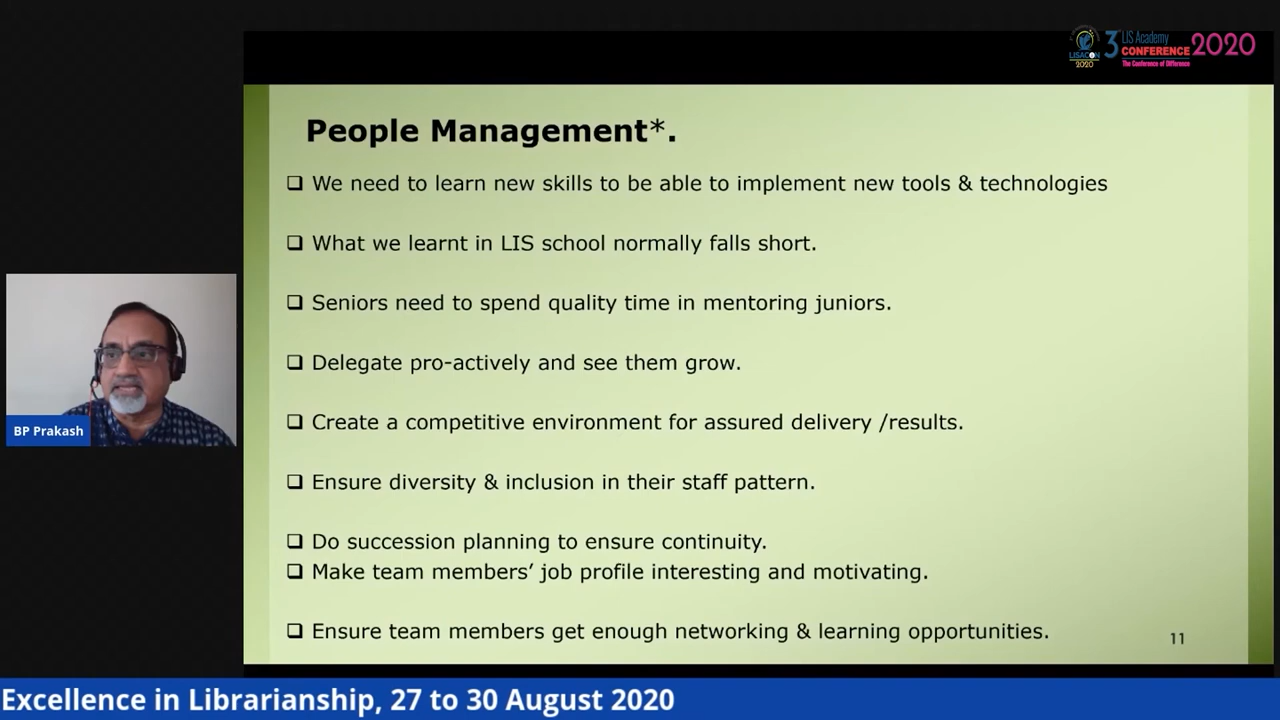 LISACON
2020
3 LIS Academy
CONFERENCE 2020
The Conference of Difference
People Management*.
❑ We need to learn new skills to be able to implement new tools & technologies
❑ What we learnt in LIS school normally falls short.
❑ Seniors need to spend quality time in mentoring juniors.
❑ Delegate pro-actively and see them grow.
❑ Create a competitive environment for assured delivery /results.
❑ Ensure diversity & inclusion in their staff pattern.
❑ Do succession planning to ensure continuity.
❑ Make team members’ job profile interesting and motivating.
❑ Ensure team members get enough networking & learning opportunities.
11
BP Prakash
Excellence in Librarianship, 27 to 30 August 2020